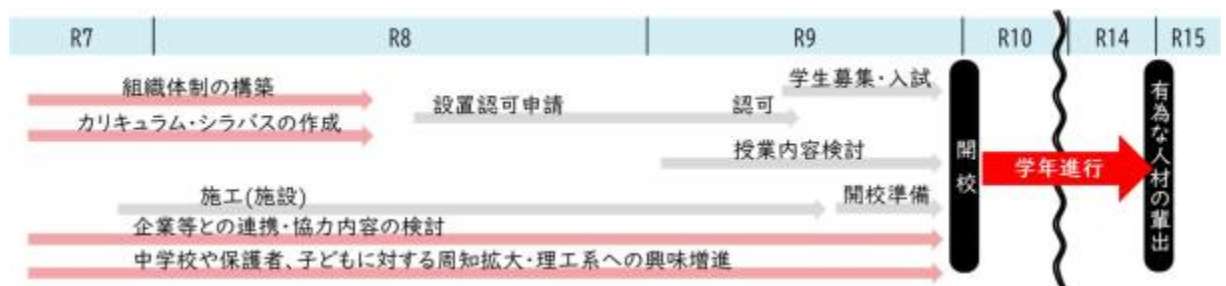 R7 R8 R9 R10 R14 R15
組織体制の構築
カリキュラム・シラバスの作成
設置認可申請 認可
学生募集・入試
授業内容検討
施工(施設)
開校準備
企業等との連携・協力内容の検討
中学校や保護者、子どもに対する周知拡大・理工系への興味増進
開校
学年進行
有為な人材の輩出